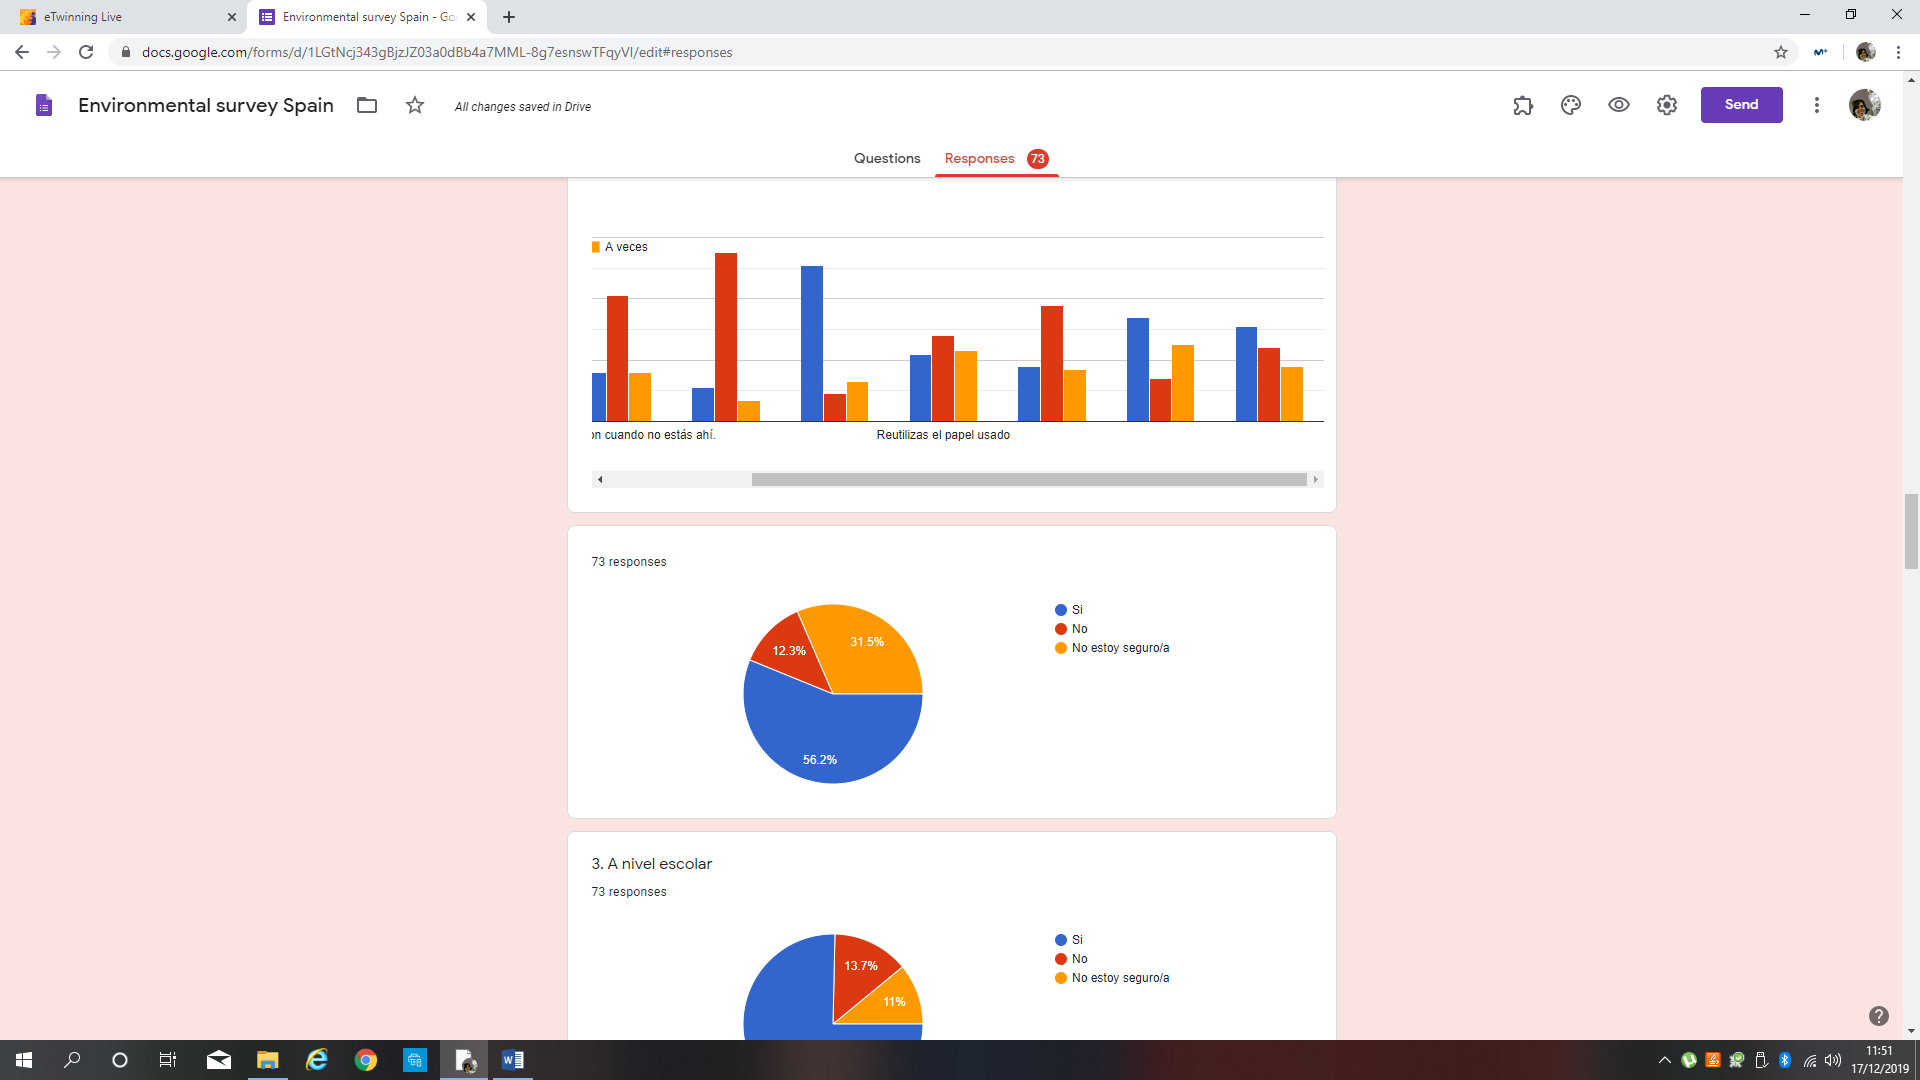 eTwinning Live
Environmental survey Spain - Go
docs.google.com/forms/d/1LGtNcj343gBjzJZ03a0dBb4a7MML-8g7esnswTFqyVI/edit#responses
Environmental survey Spain
All changes saved in Drive
Send
Questions
Responses 73
A veces
on cuando no estás ahí.
Reutilizas el papel usado
73 responses
Si
No
No estoy seguro/a
31.5%
12.3%
56.2%
3. A nivel escolar
73 responses
Si
No
No estoy seguro/a
13.7%
11%
11:51
17/12/2019